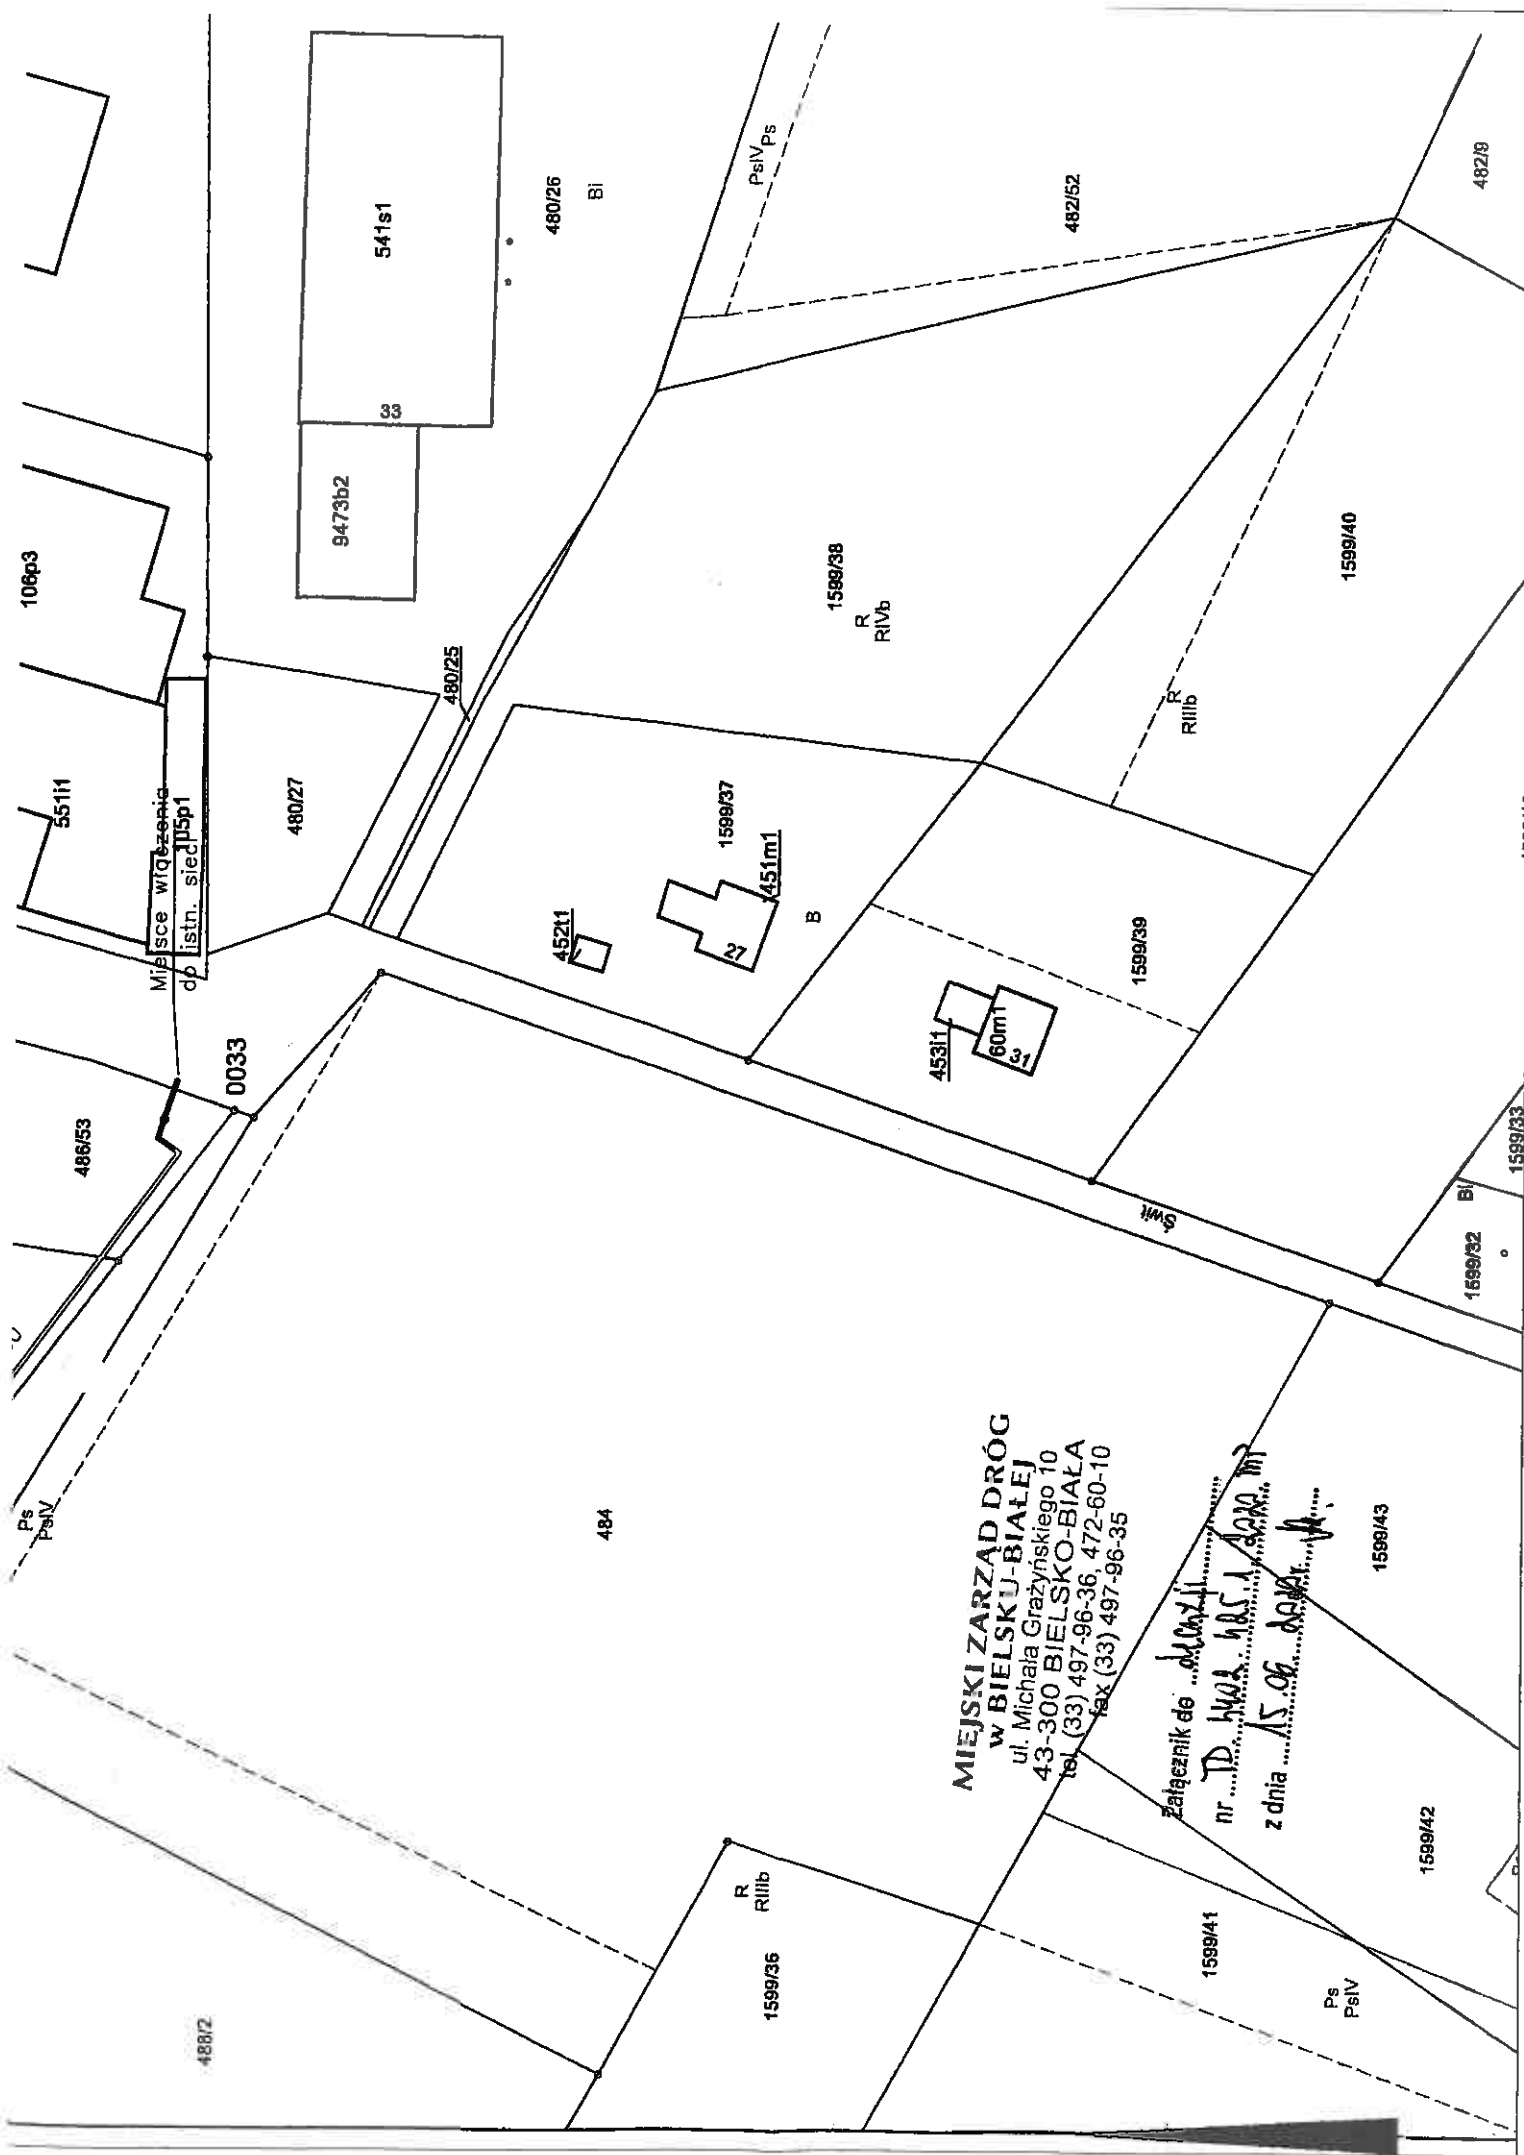 106p3
551i1
Miejsce włączenia
do istn. sieci
105p1
480/27
541s1
33
9473b2
480/26
Bi
480/25
PsIV
Ps
482/52
482/9
1599/38
R
RIVb
1599/40
R
RIIIb
1599/37
452t1
451m1
27
B
1599/39
453i1
60m1
31
486/53
0033
Świt
1599/33
Bi
1599/32
Ps
PsIV
484
488/2
R
RIIIb
1599/36
MIEJSKI ZARZĄD DRÓG
w BIELSKU-BIAŁEJ
ul. Michała Grażyńskiego 10
43-300 BIELSKO-BIAŁA
tel. (33) 497-96-36, 472-60-10
fax (33) 497-96-35
Załącznik do
nr TD
z dnia 15.06
1599/43
1599/42
1599/41
Ps
PsIV